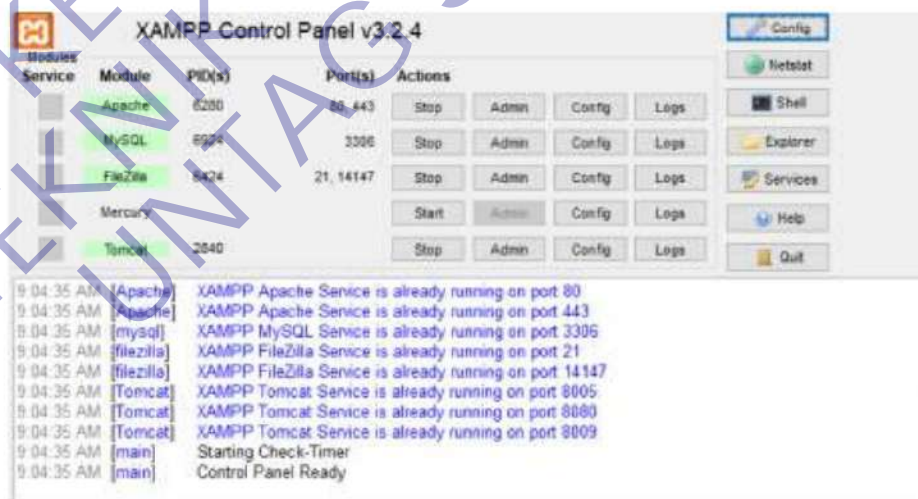 XAMPP Control Panel v3.2.4
Config
Modules
Service Module PID(s) Port(s) Actions
Netstat
Apache 6280 80, 443 Stop Admin Config Logs
Shell
MySQL 3306 Stop Admin Config Logs
Explorer
FileZilla 6424 21, 14147 Stop Admin Config Logs
Services
Mercury Start Admin Config Logs
Help
Tomcat 2640 Stop Admin Config Logs
Quit
9:04:35 AM [Apache] XAMPP Apache Service is already running on port 80
9:04:35 AM [Apache] XAMPP Apache Service is already running on port 443
9:04:35 AM [mysql] XAMPP MySQL Service is already running on port 3306
9:04:35 AM [filezilla] XAMPP FileZilla Service is already running on port 21
9:04:35 AM [filezilla] XAMPP FileZilla Service is already running on port 14147
9:04:35 AM [Tomcat] XAMPP Tomcat Service is already running on port 8005
9:04:35 AM [Tomcat] XAMPP Tomcat Service is already running on port 8080
9:04:35 AM [Tomcat] XAMPP Tomcat Service is already running on port 8009
9:04:35 AM [main] Starting Check-Timer
9:04:35 AM [main] Control Panel Ready
TEKNIK
UNTAG